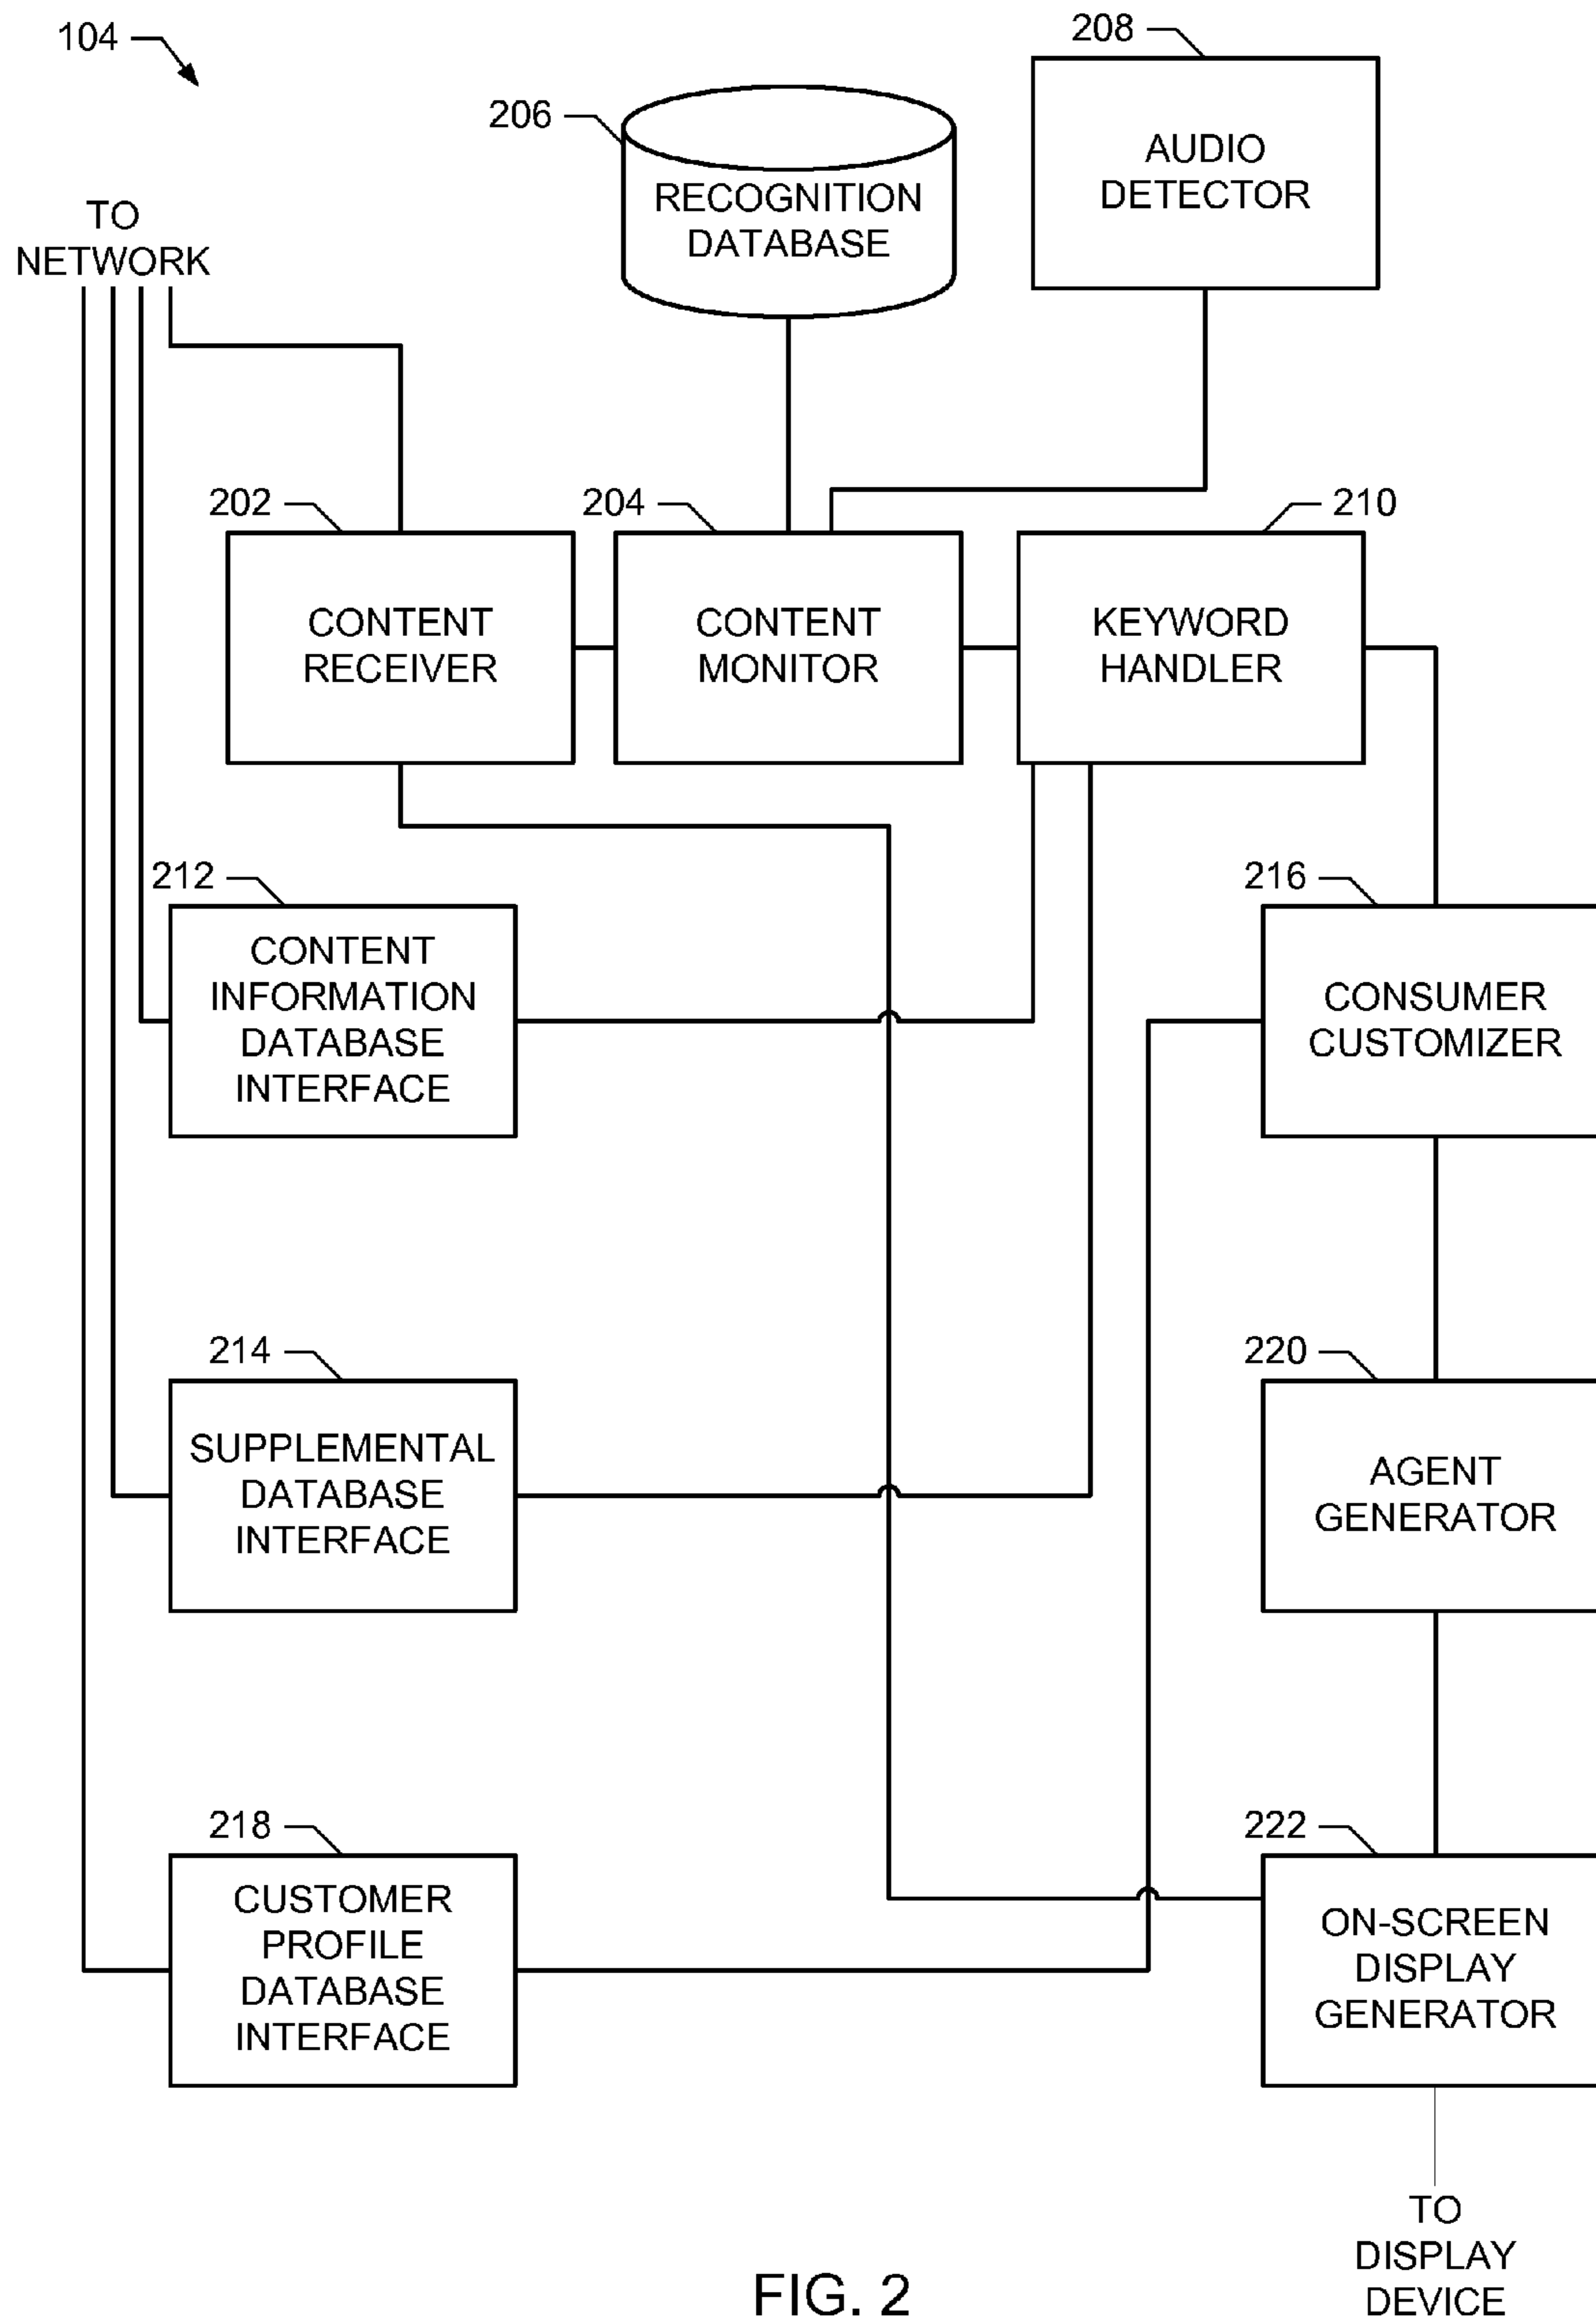 104
208
206
AUDIO
DETECTOR
RECOGNITION
DATABASE
TO
NETWORK
202
204
210
CONTENT
RECEIVER
CONTENT
MONITOR
KEYWORD
HANDLER
212
216
CONTENT
INFORMATION
DATABASE
INTERFACE
CONSUMER
CUSTOMIZER
214
220
SUPPLEMENTAL
DATABASE
INTERFACE
AGENT
GENERATOR
218
222
CUSTOMER
PROFILE
DATABASE
INTERFACE
ON-SCREEN
DISPLAY
GENERATOR
TO
DISPLAY
DEVICE
FIG. 2